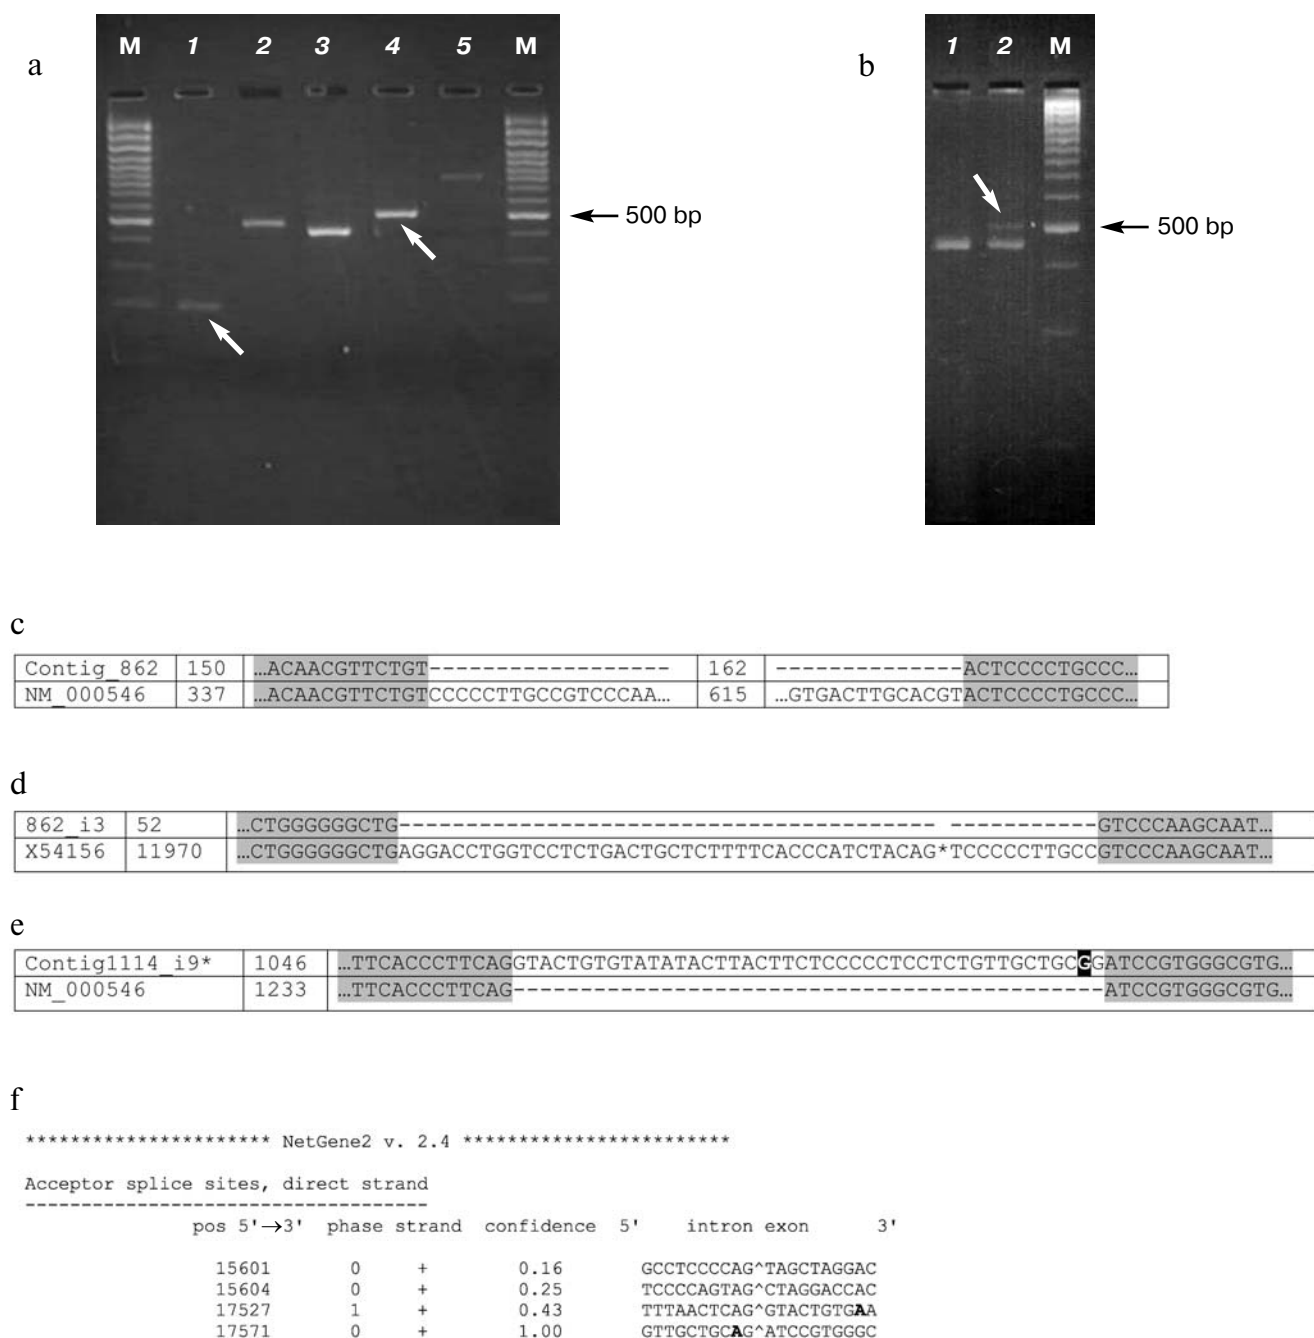 a
M 1 2 3 4 5 M
500 bp
b
1 2 M
500 bp
c
Contig_862 150 …ACAACGTTCTGT------------------ 162 --------------ACTCCCCTGCCC…
NM_000546 337 …ACAACGTTCTGTCCCCCTTGCCGTCCCAA… 615 …GTGACTTGCACGTACTCCCCTGCCC…
d
862_i3 52 …CTGGGGGGCTG---------------------------------------- -----------GTCCCAAGCAAT…
X54156 11970 …CTGGGGGGCTGAGGACCTGGTCCTCTGACTGCTCTTTTCACCCATCTACAG*TCCCCCTTGCCGTCCCAAGCAAT…
e
Contig1114_i9* 1046 …TTCACCCTTCAGGTACTGTGTATATACTTACTTCTCCCCCTCCTCTGTTGCTGCGGATCCGTGGGCGTG…
NM_000546 1233 …TTCACCCTTCAG--------------------------------------------ATCCGTGGGCGTG…
f
********************** NetGene2 v. 2.4 ************************
Acceptor splice sites, direct strand
------------------------------------
pos 5'→3' phase strand confidence 5' intron exon 3'
15601 0 + 0.16 GCCTCCCCAG^TAGCTAGGAC
15604 0 + 0.25 TCCCCAGTAG^CTAGGACCAC
17527 1 + 0.43 TTTAACTCAG^GTACTGTGAA
17571 0 + 1.00 GTTGCTGCAG^ATCCGTGGGC